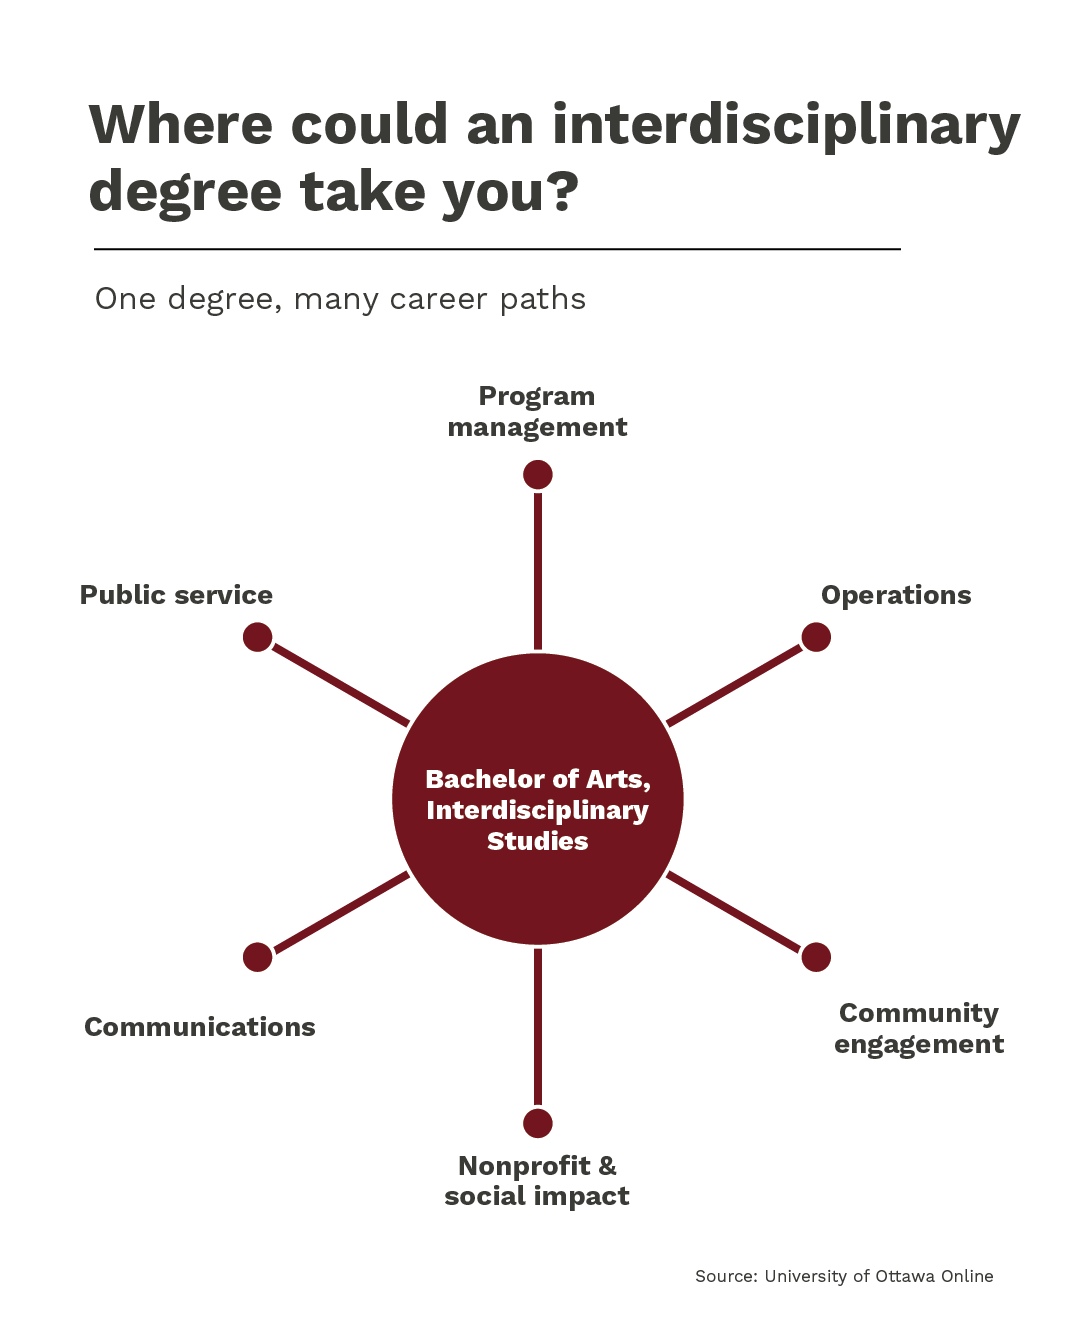 Where could an interdisciplinary
degree take you?
One degree, many career paths
Program
management
Public service
Operations
Bachelor of Arts,
Interdisciplinary
Studies
Communications
Community
engagement
Nonprofit &
social impact
Source: University of Ottawa Online